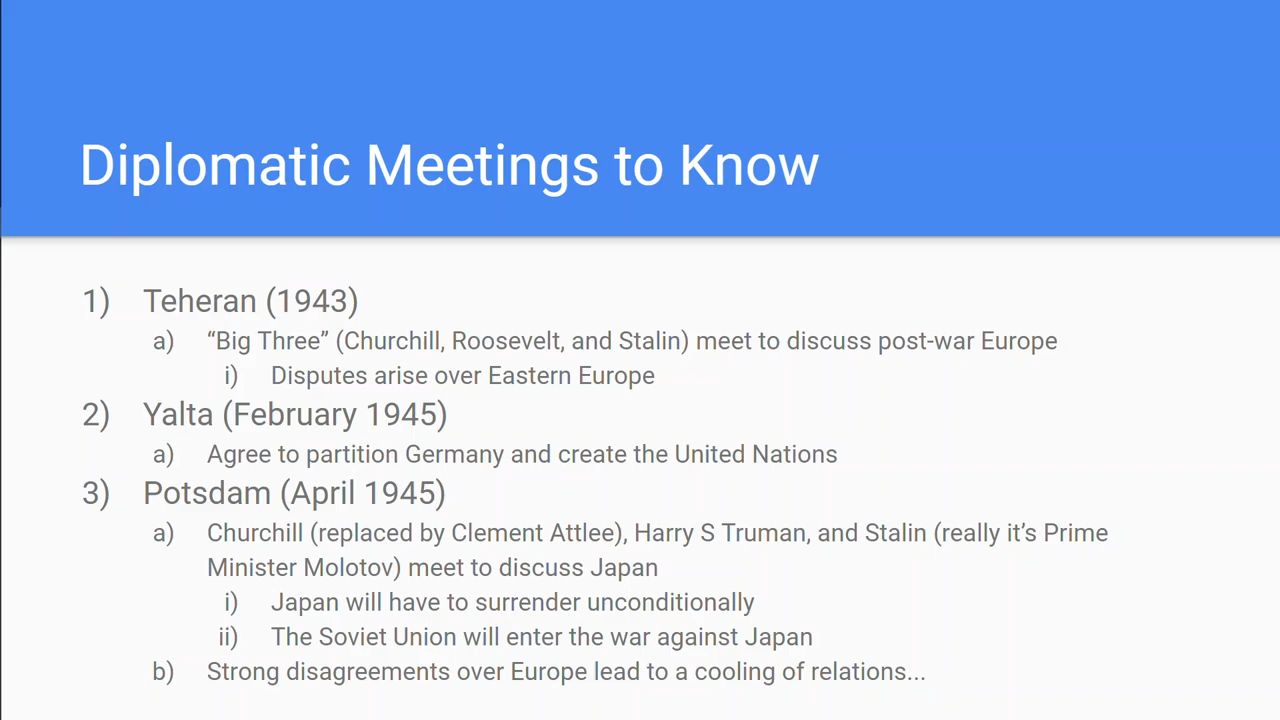 Diplomatic Meetings to Know
1) Teheran (1943)
a) “Big Three” (Churchill, Roosevelt, and Stalin) meet to discuss post-war Europe
i) Disputes arise over Eastern Europe
2) Yalta (February 1945)
a) Agree to partition Germany and create the United Nations
3) Potsdam (April 1945)
a) Churchill (replaced by Clement Attlee), Harry S Truman, and Stalin (really it’s Prime
Minister Molotov) meet to discuss Japan
i) Japan will have to surrender unconditionally
ii) The Soviet Union will enter the war against Japan
b) Strong disagreements over Europe lead to a cooling of relations...